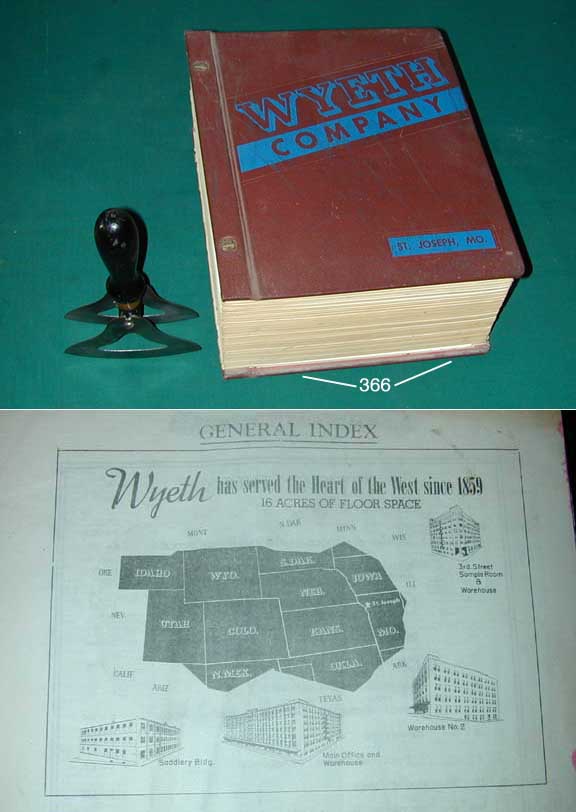 WYETH
COMPANY
ST. JOSEPH, MO.
366
GENERAL INDEX
Wyeth has served the Heart of the West since 1859
16 ACRES OF FLOOR SPACE
MONT
N.DAK
MINN
WIS
ORE
IDAHO
WYO.
S.DAK.
NEB.
IOWA
ILL
3rd. Street
Sample Room
&
Warehouse
NEV.
UTAH
COLO.
KANS.
St. Joseph
MO.
CALIF
ARIZ
N.MEX.
OKLA.
ARK
TEXAS
Saddlery Bldg.
Main Office and
Warehouse
Warehouse No. 2